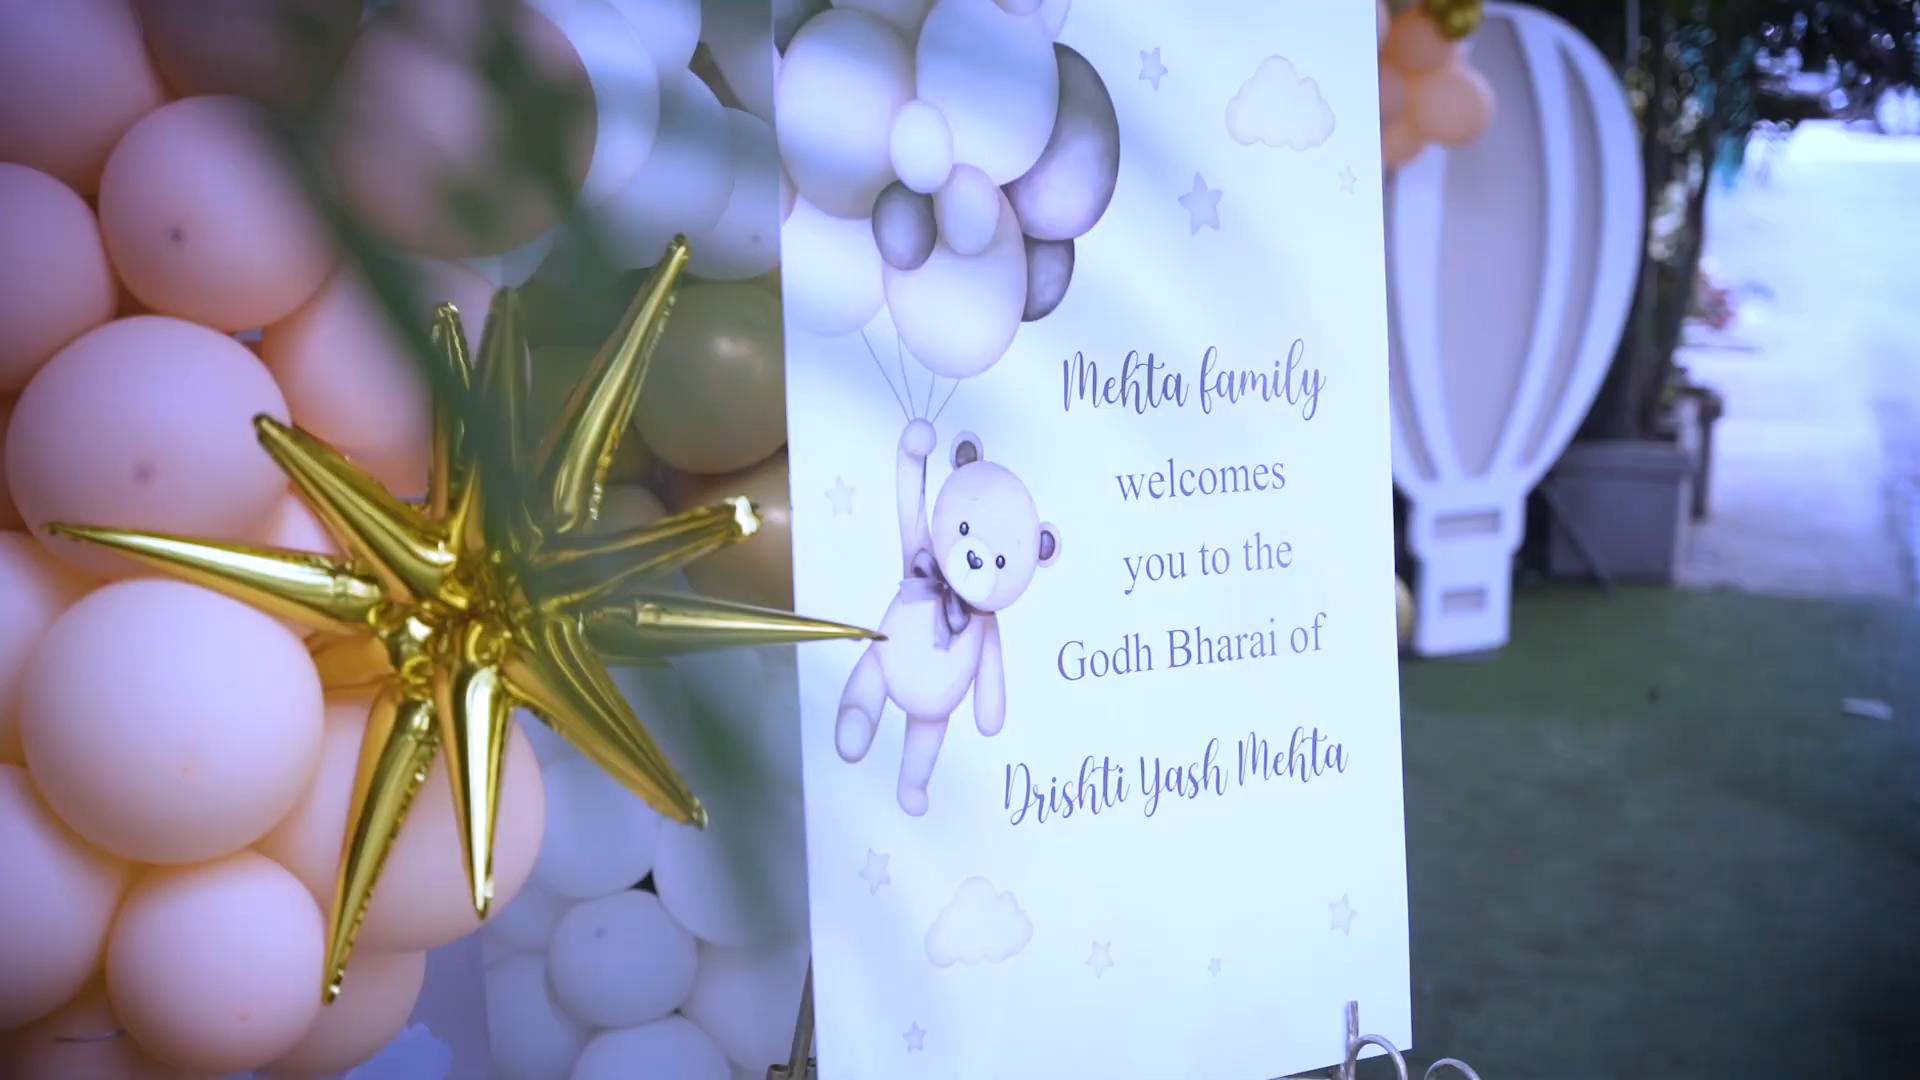 Mehta family
welcomes
you to the
Godh Bharai of
Drishti Yash Mehta